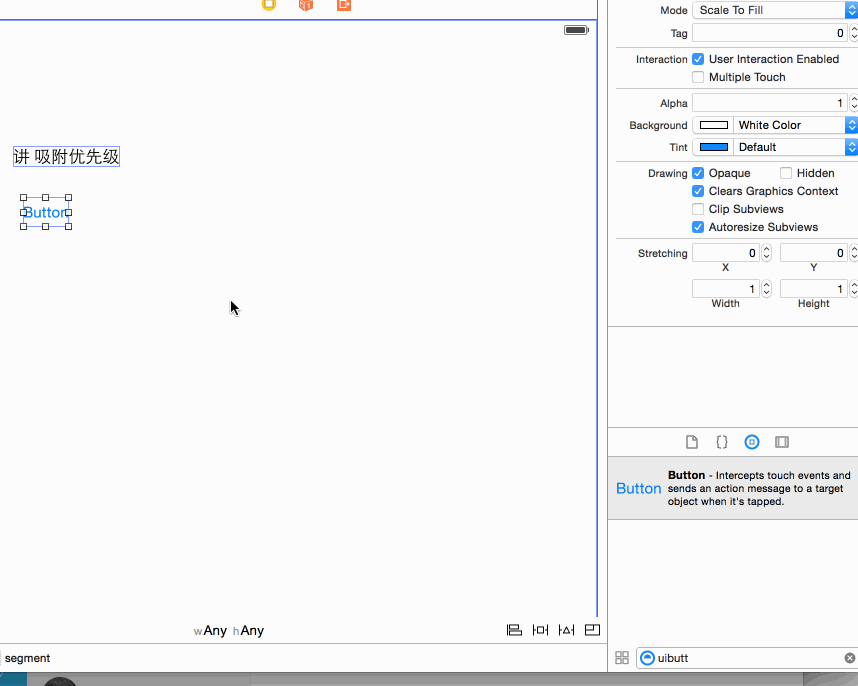 Mode Scale To Fill
Tag 0
Interaction User Interaction Enabled
Multiple Touch
Alpha 1
Background White Color
Tint Default
Drawing Opaque Hidden
Clears Graphics Context
Clip Subviews
Autoresize Subviews
Stretching 0 0
X Y
1 1
Width Height
讲 吸附优先级
Button
Button Button - Intercepts touch events and
sends an action message to a target
object when it's tapped.
wAny hAny
segment
uibutt